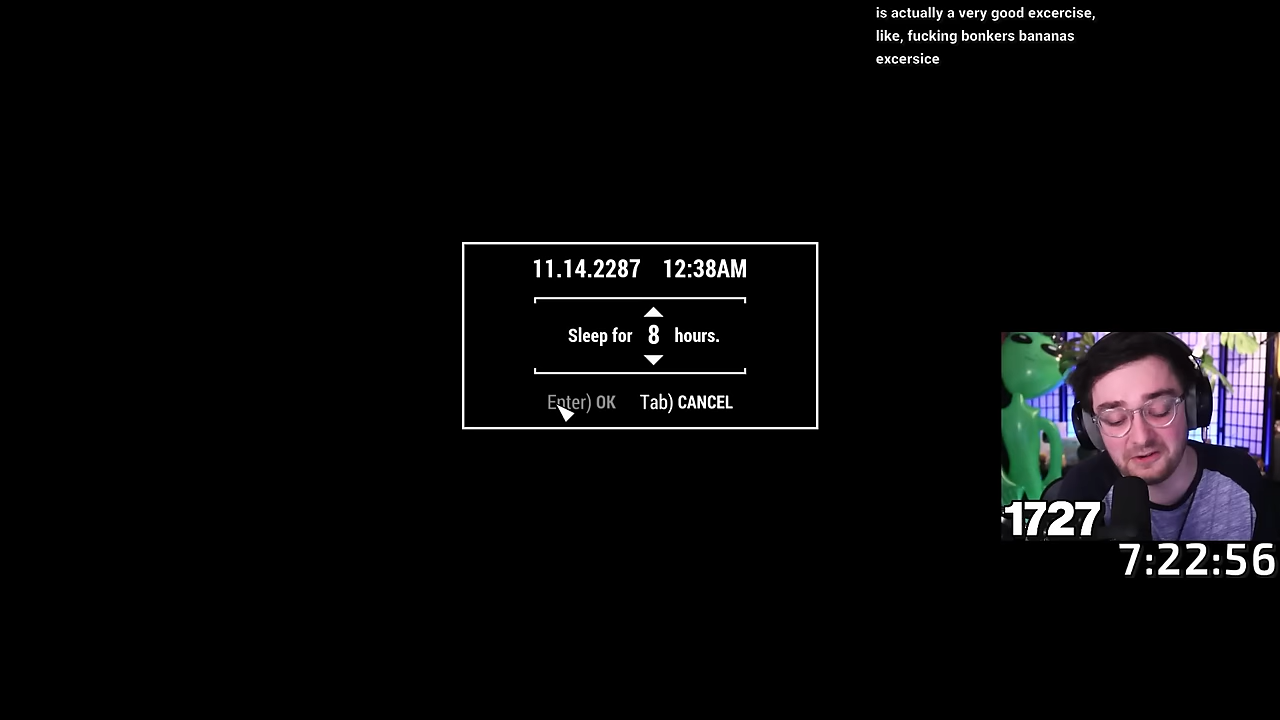 is actually a very good excercise,
like, fucking bonkers bananas
excersice
11.14.2287 12:38AM
Sleep for 8 hours.
Enter) OK Tab) CANCEL
1727
7:22:56